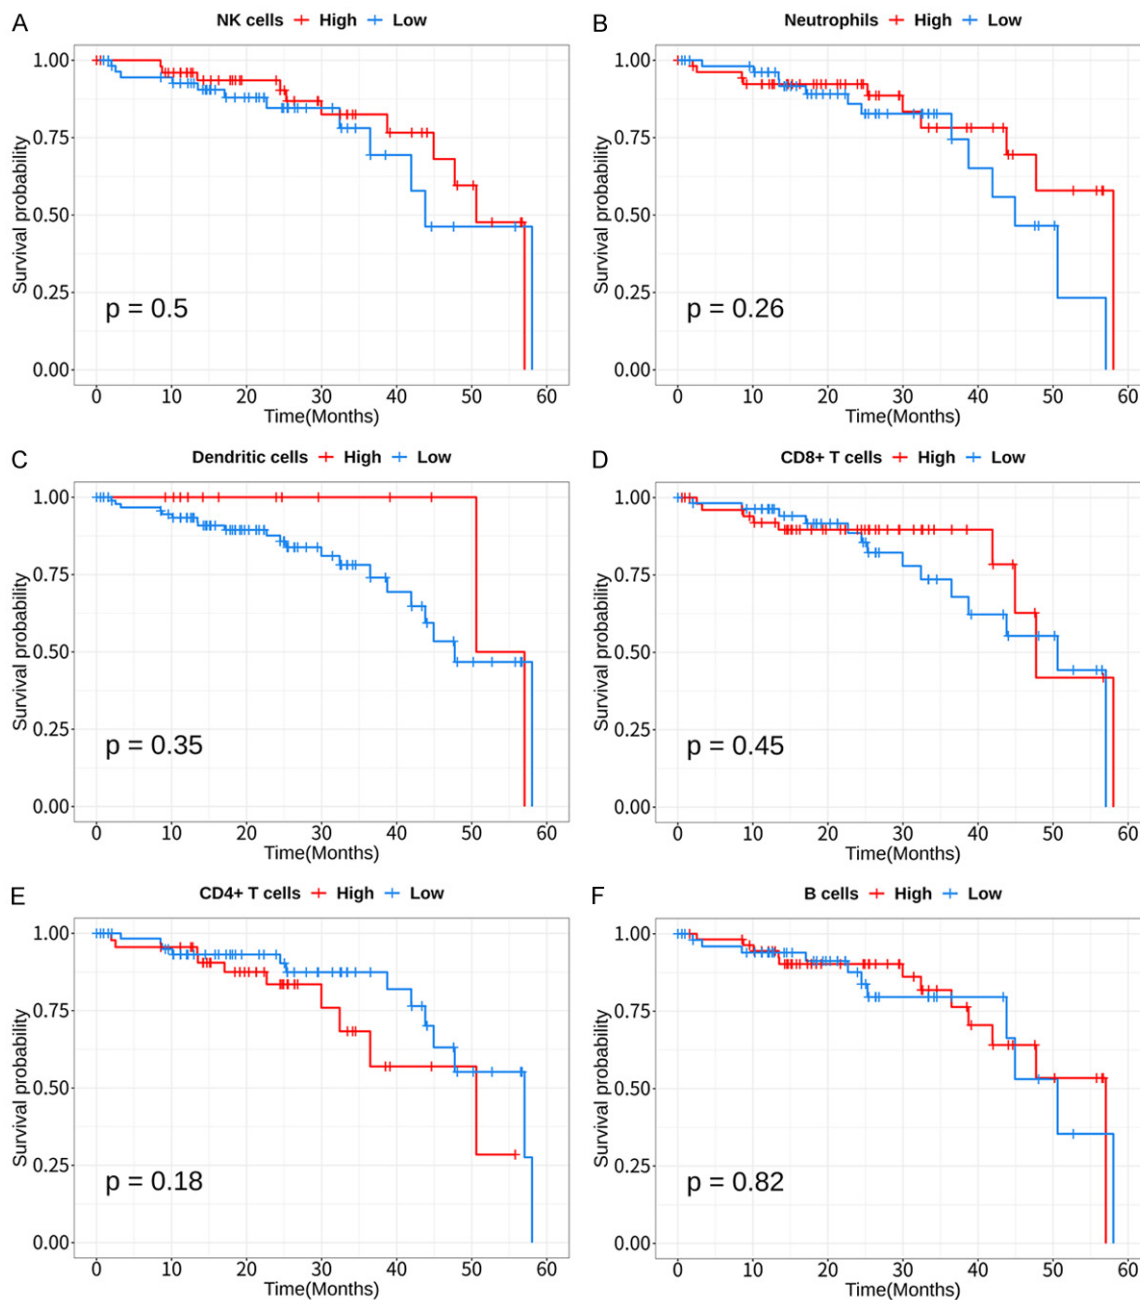 A
NK cells High Low
Survival probability
1.00
0.75
0.50
0.25
0.00
p = 0.5
0 10 20 30 40 50 60
Time(Months)
B
Neutrophils High Low
Survival probability
1.00
0.75
0.50
0.25
0.00
p = 0.26
0 10 20 30 40 50 60
Time(Months)
C
Dendritic cells High Low
Survival probability
1.00
0.75
0.50
0.25
0.00
p = 0.35
0 10 20 30 40 50 60
Time(Months)
D
CD8+ T cells High Low
Survival probability
1.00
0.75
0.50
0.25
0.00
p = 0.45
0 10 20 30 40 50 60
Time(Months)
E
CD4+ T cells High Low
Survival probability
1.00
0.75
0.50
0.25
0.00
p = 0.18
0 10 20 30 40 50 60
Time(Months)
F
B cells High Low
Survival probability
1.00
0.75
0.50
0.25
0.00
p = 0.82
0 10 20 30 40 50 60
Time(Months)